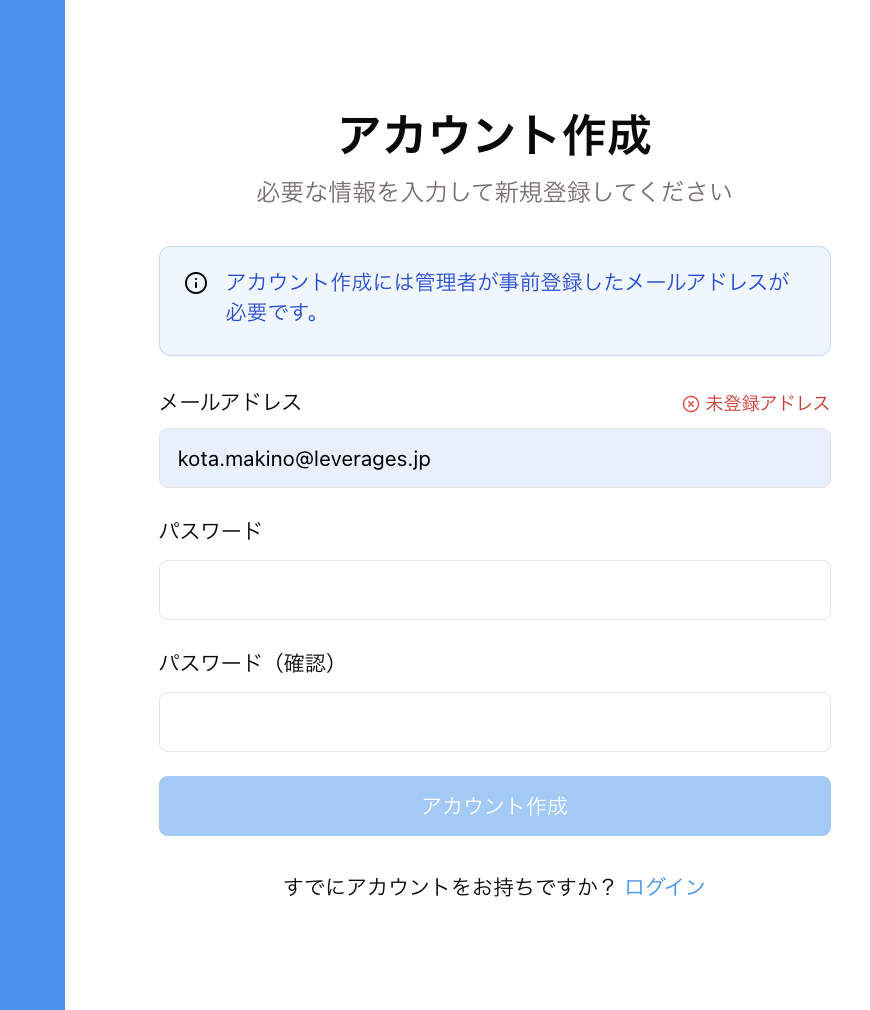 アカウント作成
必要な情報を入力して新規登録してください
アカウント作成には管理者が事前登録したメールアドレスが
必要です。
メールアドレス 未登録アドレス
kota.makino@leverages.jp
パスワード
パスワード（確認）
アカウント作成
すでにアカウントをお持ちですか？ ログイン